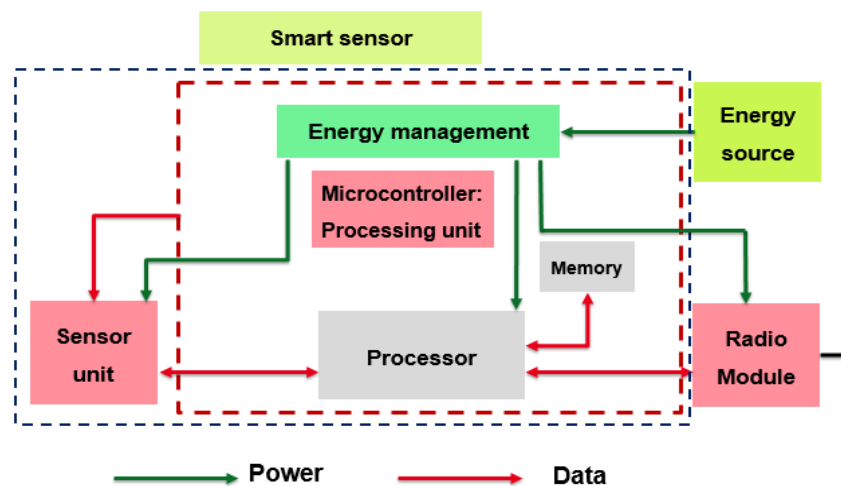 Smart sensor
Energy management
Energy
source
Microcontroller:
Processing unit
Memory
Sensor
unit
Processor
Radio
Module
Power
Data